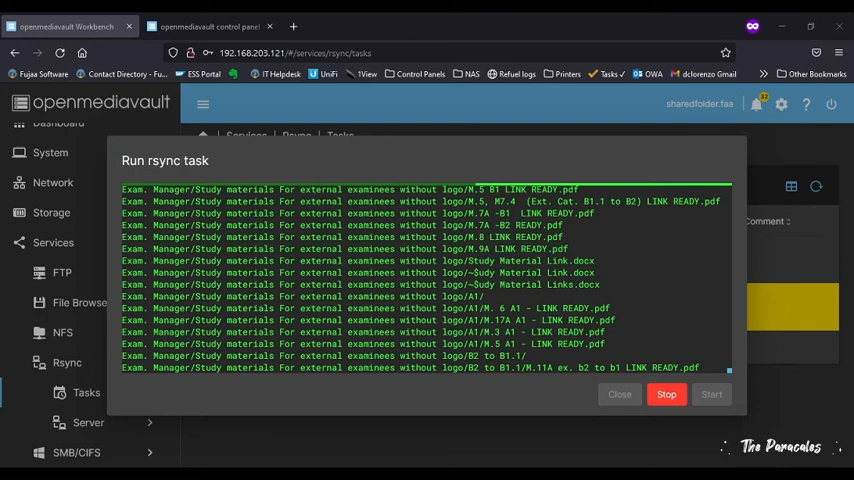 openmediavault Workbench
openmediavault control panel
192.168.203.121/#/services/rsync/tasks
Fujaa Software
Contact Directory - Fu...
ESS Portal
IT Helpdesk
UniFi
1View
Control Panels
NAS
Refuel logs
Printers
Tasks ✓
OWA
dclorenzo Gmail
Other Bookmarks
openmediavault
sharedfolder.faa
32
Dashboard
Services
Rsync
Tasks
System
Network
Storage
Services
FTP
File Browse
NFS
Rsync
Tasks
Server
SMB/CIFS
Comment
Run rsync task
Exam. Manager/Study materials For external examinees without logo/M.5 B1 LINK READY.pdf
Exam. Manager/Study materials For external examinees without logo/M.5, M7.4 (Ext. Cat. B1.1 to B2) LINK READY.pdf
Exam. Manager/Study materials For external examinees without logo/M.7A -B1 LINK READY.pdf
Exam. Manager/Study materials For external examinees without logo/M.7A -B2 READY.pdf
Exam. Manager/Study materials For external examinees without logo/M.8 LINK READY.pdf
Exam. Manager/Study materials For external examinees without logo/M.9A LINK READY.pdf
Exam. Manager/Study materials For external examinees without logo/Study Material Link.docx
Exam. Manager/Study materials For external examinees without logo/~$udy Material Link.docx
Exam. Manager/Study materials For external examinees without logo/~$udy Material Links.docx
Exam. Manager/Study materials For external examinees without logo/A1/
Exam. Manager/Study materials For external examinees without logo/A1/M. 6 A1 - LINK READY.pdf
Exam. Manager/Study materials For external examinees without logo/A1/M.17A A1 - LINK READY.pdf
Exam. Manager/Study materials For external examinees without logo/A1/M.3 A1 - LINK READY.pdf
Exam. Manager/Study materials For external examinees without logo/A1/M.5 A1 - LINK READY.pdf
Exam. Manager/Study materials For external examinees without logo/B2 to B1.1/
Exam. Manager/Study materials For external examinees without logo/B2 to B1.1/M.11A ex. b2 to b1 LINK READY.pdf
Close
Stop
Start
The Paracales